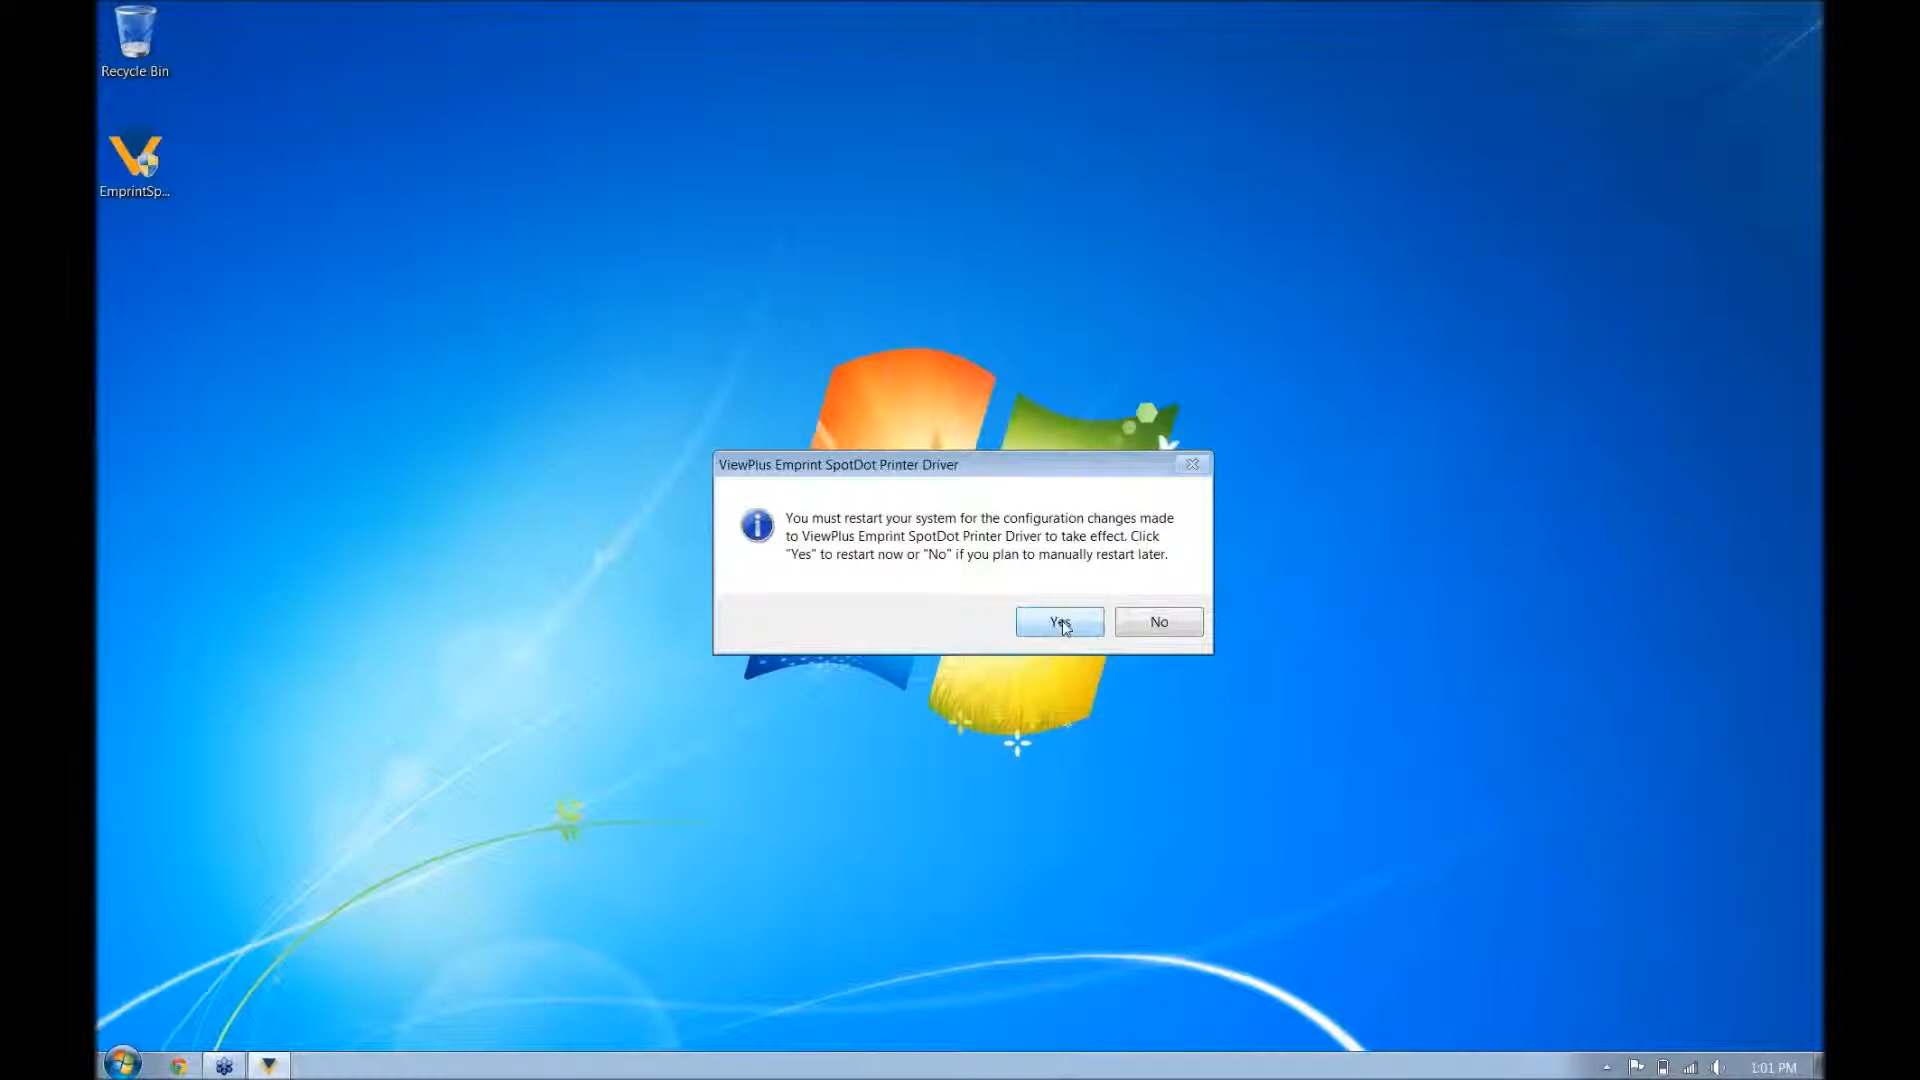 Recycle Bin
EmprintSp...
ViewPlus Emprint SpotDot Printer Driver
You must restart your system for the configuration changes made
to ViewPlus Emprint SpotDot Printer Driver to take effect. Click
"Yes" to restart now or "No" if you plan to manually restart later.
Yes
No
1:01 PM